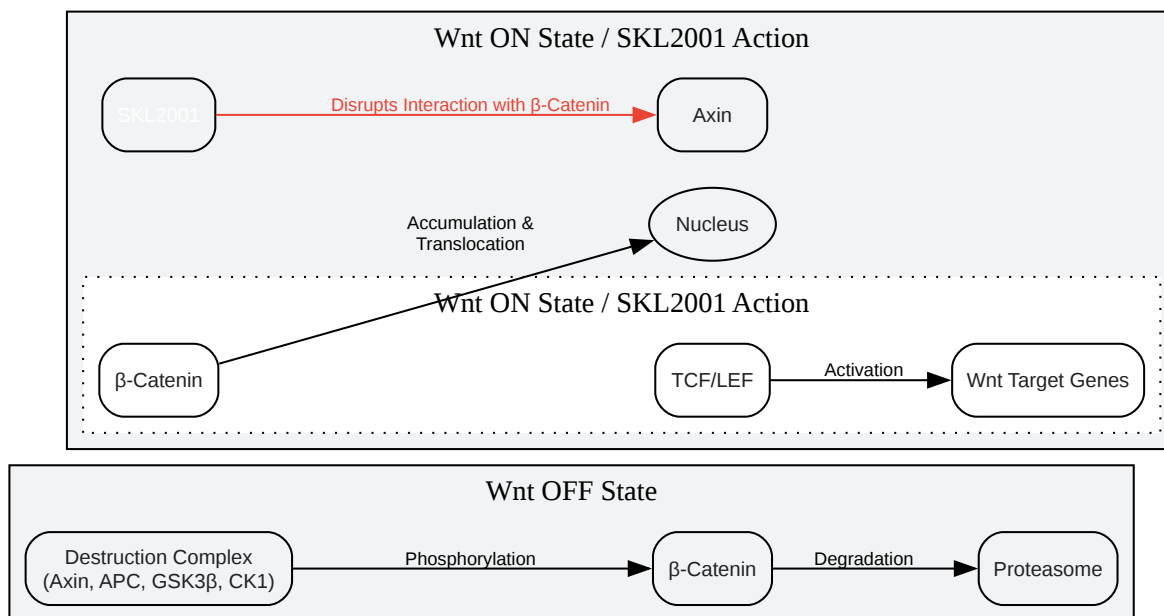 Wnt ON State / SKL2001 Action
SKL2001
Disrupts Interaction with β-Catenin
Axin
Accumulation &
Translocation
Nucleus
Wnt ON State / SKL2001 Action
β-Catenin
TCF/LEF
Activation
Wnt Target Genes
Wnt OFF State
Destruction Complex
(Axin, APC, GSK3β, CK1)
Phosphorylation
β-Catenin
Degradation
Proteasome